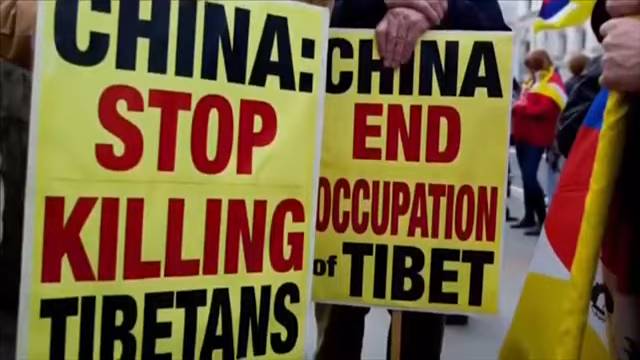 CHINA:
STOP
KILLING
TIBETANS
CHINA
END
OCCUPATION
of TIBET